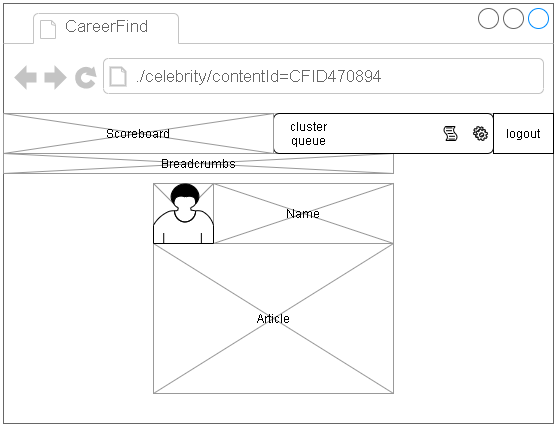 CareerFind
./celebrity/contentId=CFID470894
Scoreboard
cluster
queue
logout
Breadcrumbs
Name
Article